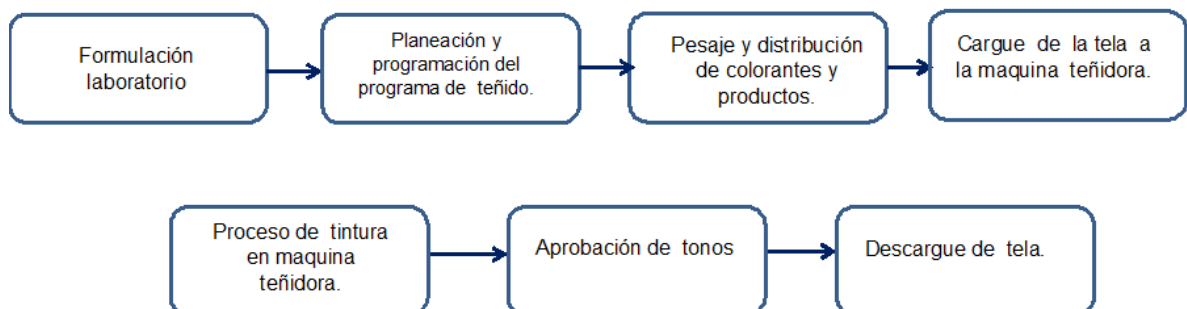 Formulación
laboratorio
Planeación y
programación del
programa de teñido.
Pesaje y distribución
de colorantes y
productos.
Cargue de la tela a
la maquina teñidora.
Proceso de tintura
en maquina
teñidora.
Aprobación de tonos
Descargue de tela.